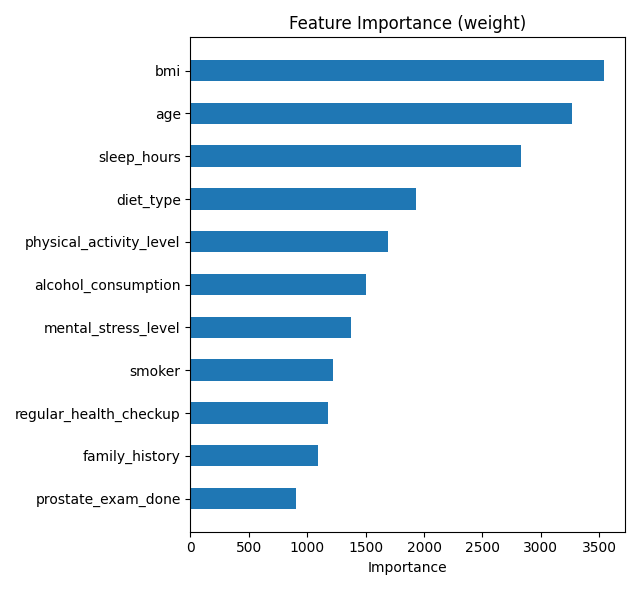 Feature Importance (weight)
bmi
age
sleep_hours
diet_type
physical_activity_level
alcohol_consumption
mental_stress_level
smoker
regular_health_checkup
family_history
prostate_exam_done
0 500 1000 1500 2000 2500 3000 3500
Importance